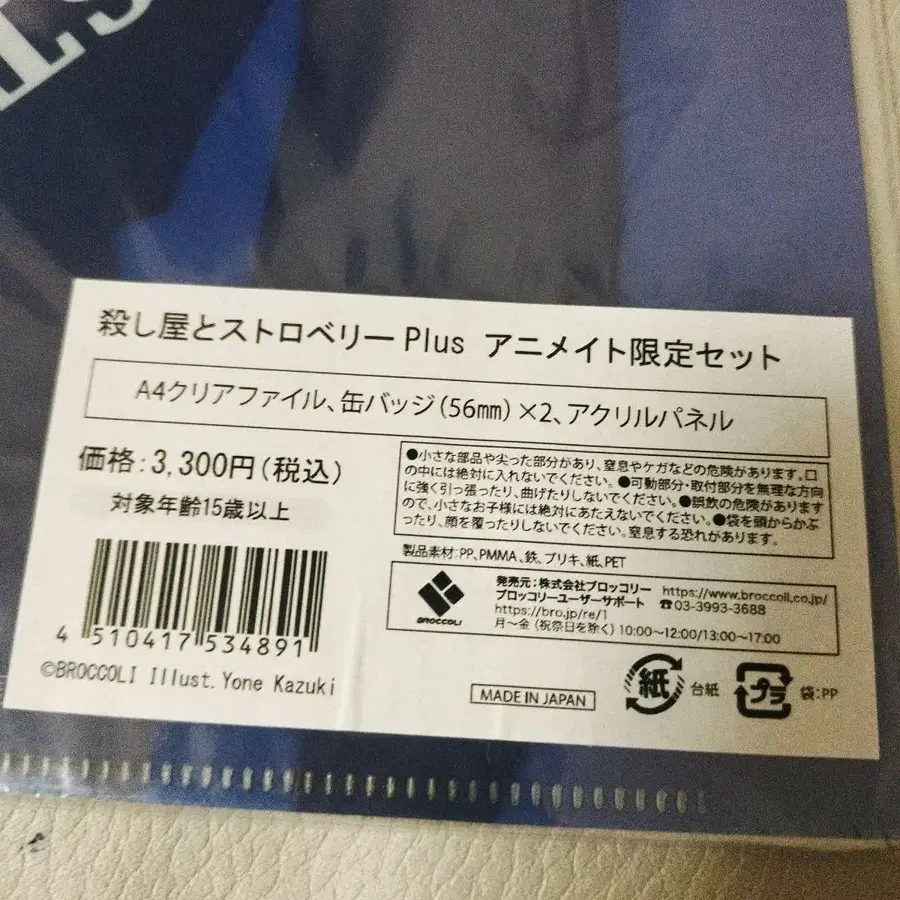 殺し屋とストロベリー Plus アニメイト限定セット
A4クリアファイル、缶バッジ(56㎜)×2、アクリルパネル
価格:3,300円(税込)
対象年齢15歳以上
●小さな部品や尖った部分があり、窒息やケガなどの危険があります。口
の中には絶対に入れないでください。●可動部分・取付部分を無理な方向
に強く引っ張ったり、曲げたりしないでください。●誤飲の危険があります
ので、小さなお子様には絶対にあたえないでください。●袋を頭からかぶ
ったり、顔を覆ったりしないでください。窒息する恐れがあります。
製品素材:PP、PMMA、鉄、ブリキ、紙、PET
BROCCOLI
発売元:株式会社ブロッコリー https://www.broccoli.co.jp/
ブロッコリーユーザーサポート ☎03-3993-3688
https://bro.jp/re/1
月~金(祝祭日を除く)10:00~12:00/13:00~17:00
4 510417 534891
©BROCCOLI Illust.Yone Kazuki
MADE IN JAPAN
紙 台紙
プラ 袋:PP